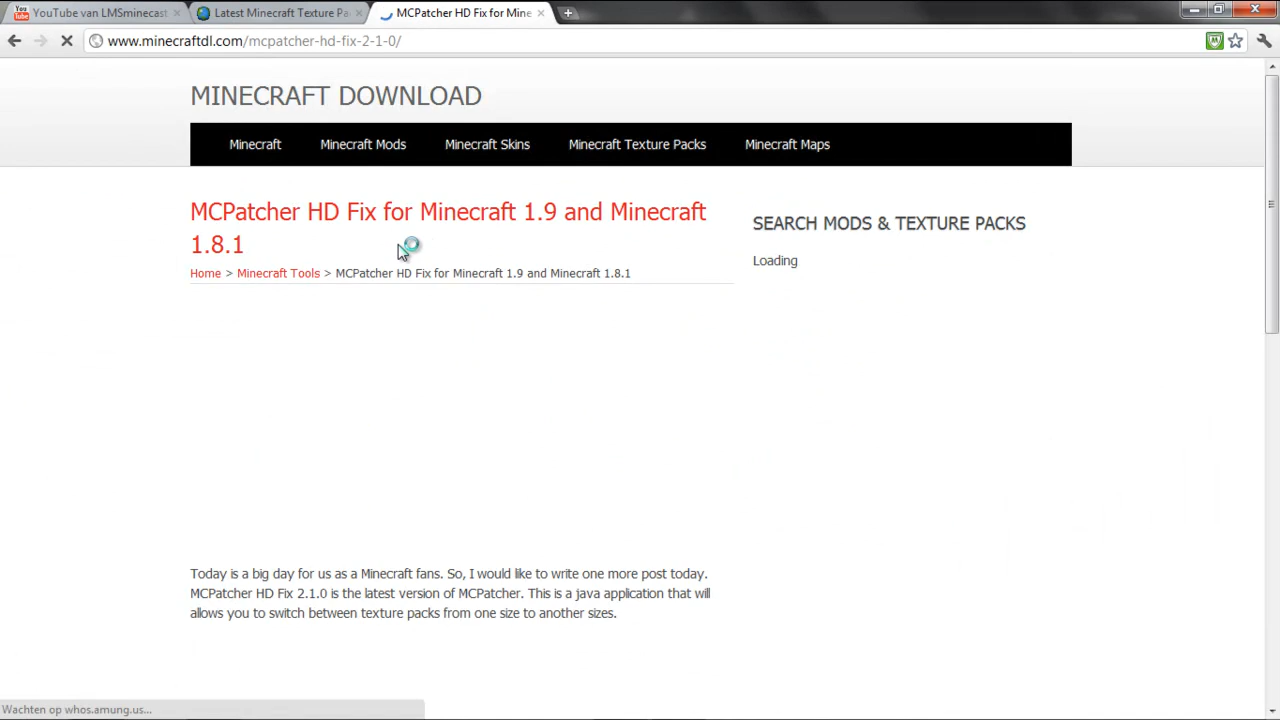 YouTube van LMSminecast
Latest Minecraft Texture Pa
MCPatcher HD Fix for Mine
www.minecraftdl.com/mcpatcher-hd-fix-2-1-0/
MINECRAFT DOWNLOAD
Minecraft Minecraft Mods Minecraft Skins Minecraft Texture Packs Minecraft Maps
MCPatcher HD Fix for Minecraft 1.9 and Minecraft
1.8.1
Home > Minecraft Tools > MCPatcher HD Fix for Minecraft 1.9 and Minecraft 1.8.1
SEARCH MODS & TEXTURE PACKS
Loading
Today is a big day for us as a Minecraft fans. So, I would like to write one more post today.
MCPatcher HD Fix 2.1.0 is the latest version of MCPatcher. This is a java application that will
allows you to switch between texture packs from one size to another sizes.
Wachten op whos.amung.us...